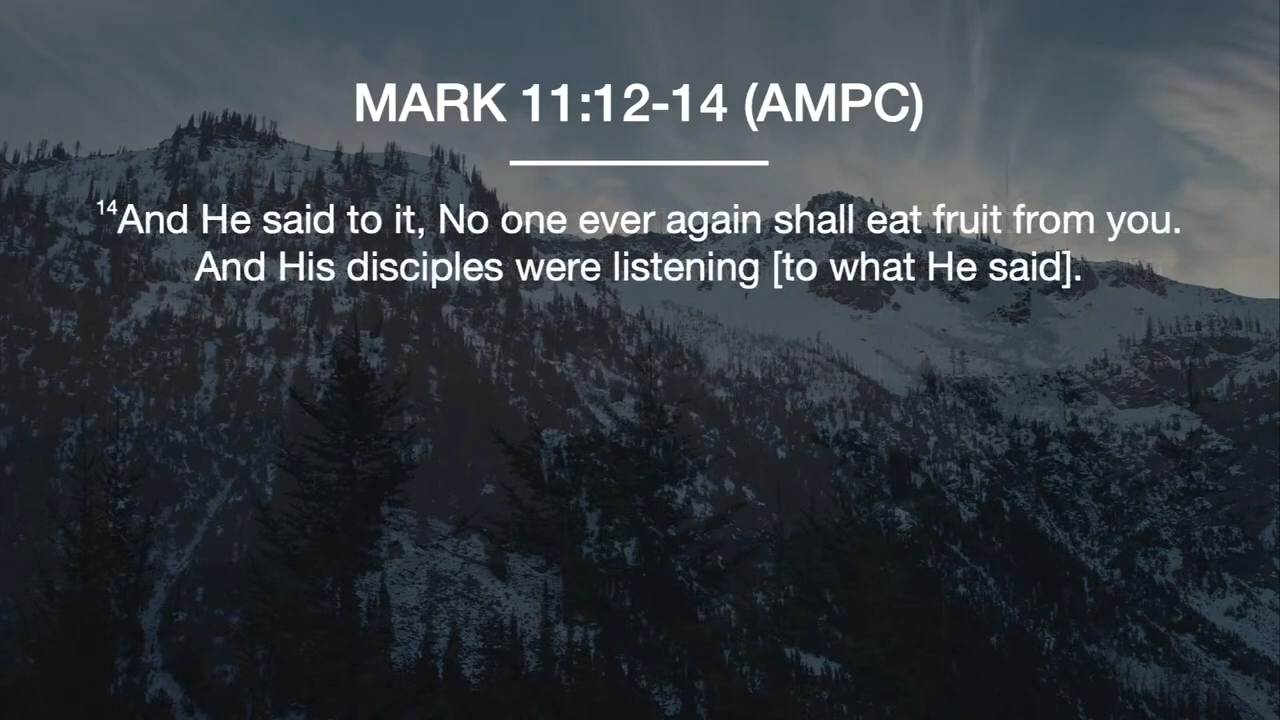 MARK 11:12-14 (AMPC)
14And He said to it, No one ever again shall eat fruit from you.
And His disciples were listening [to what He said].